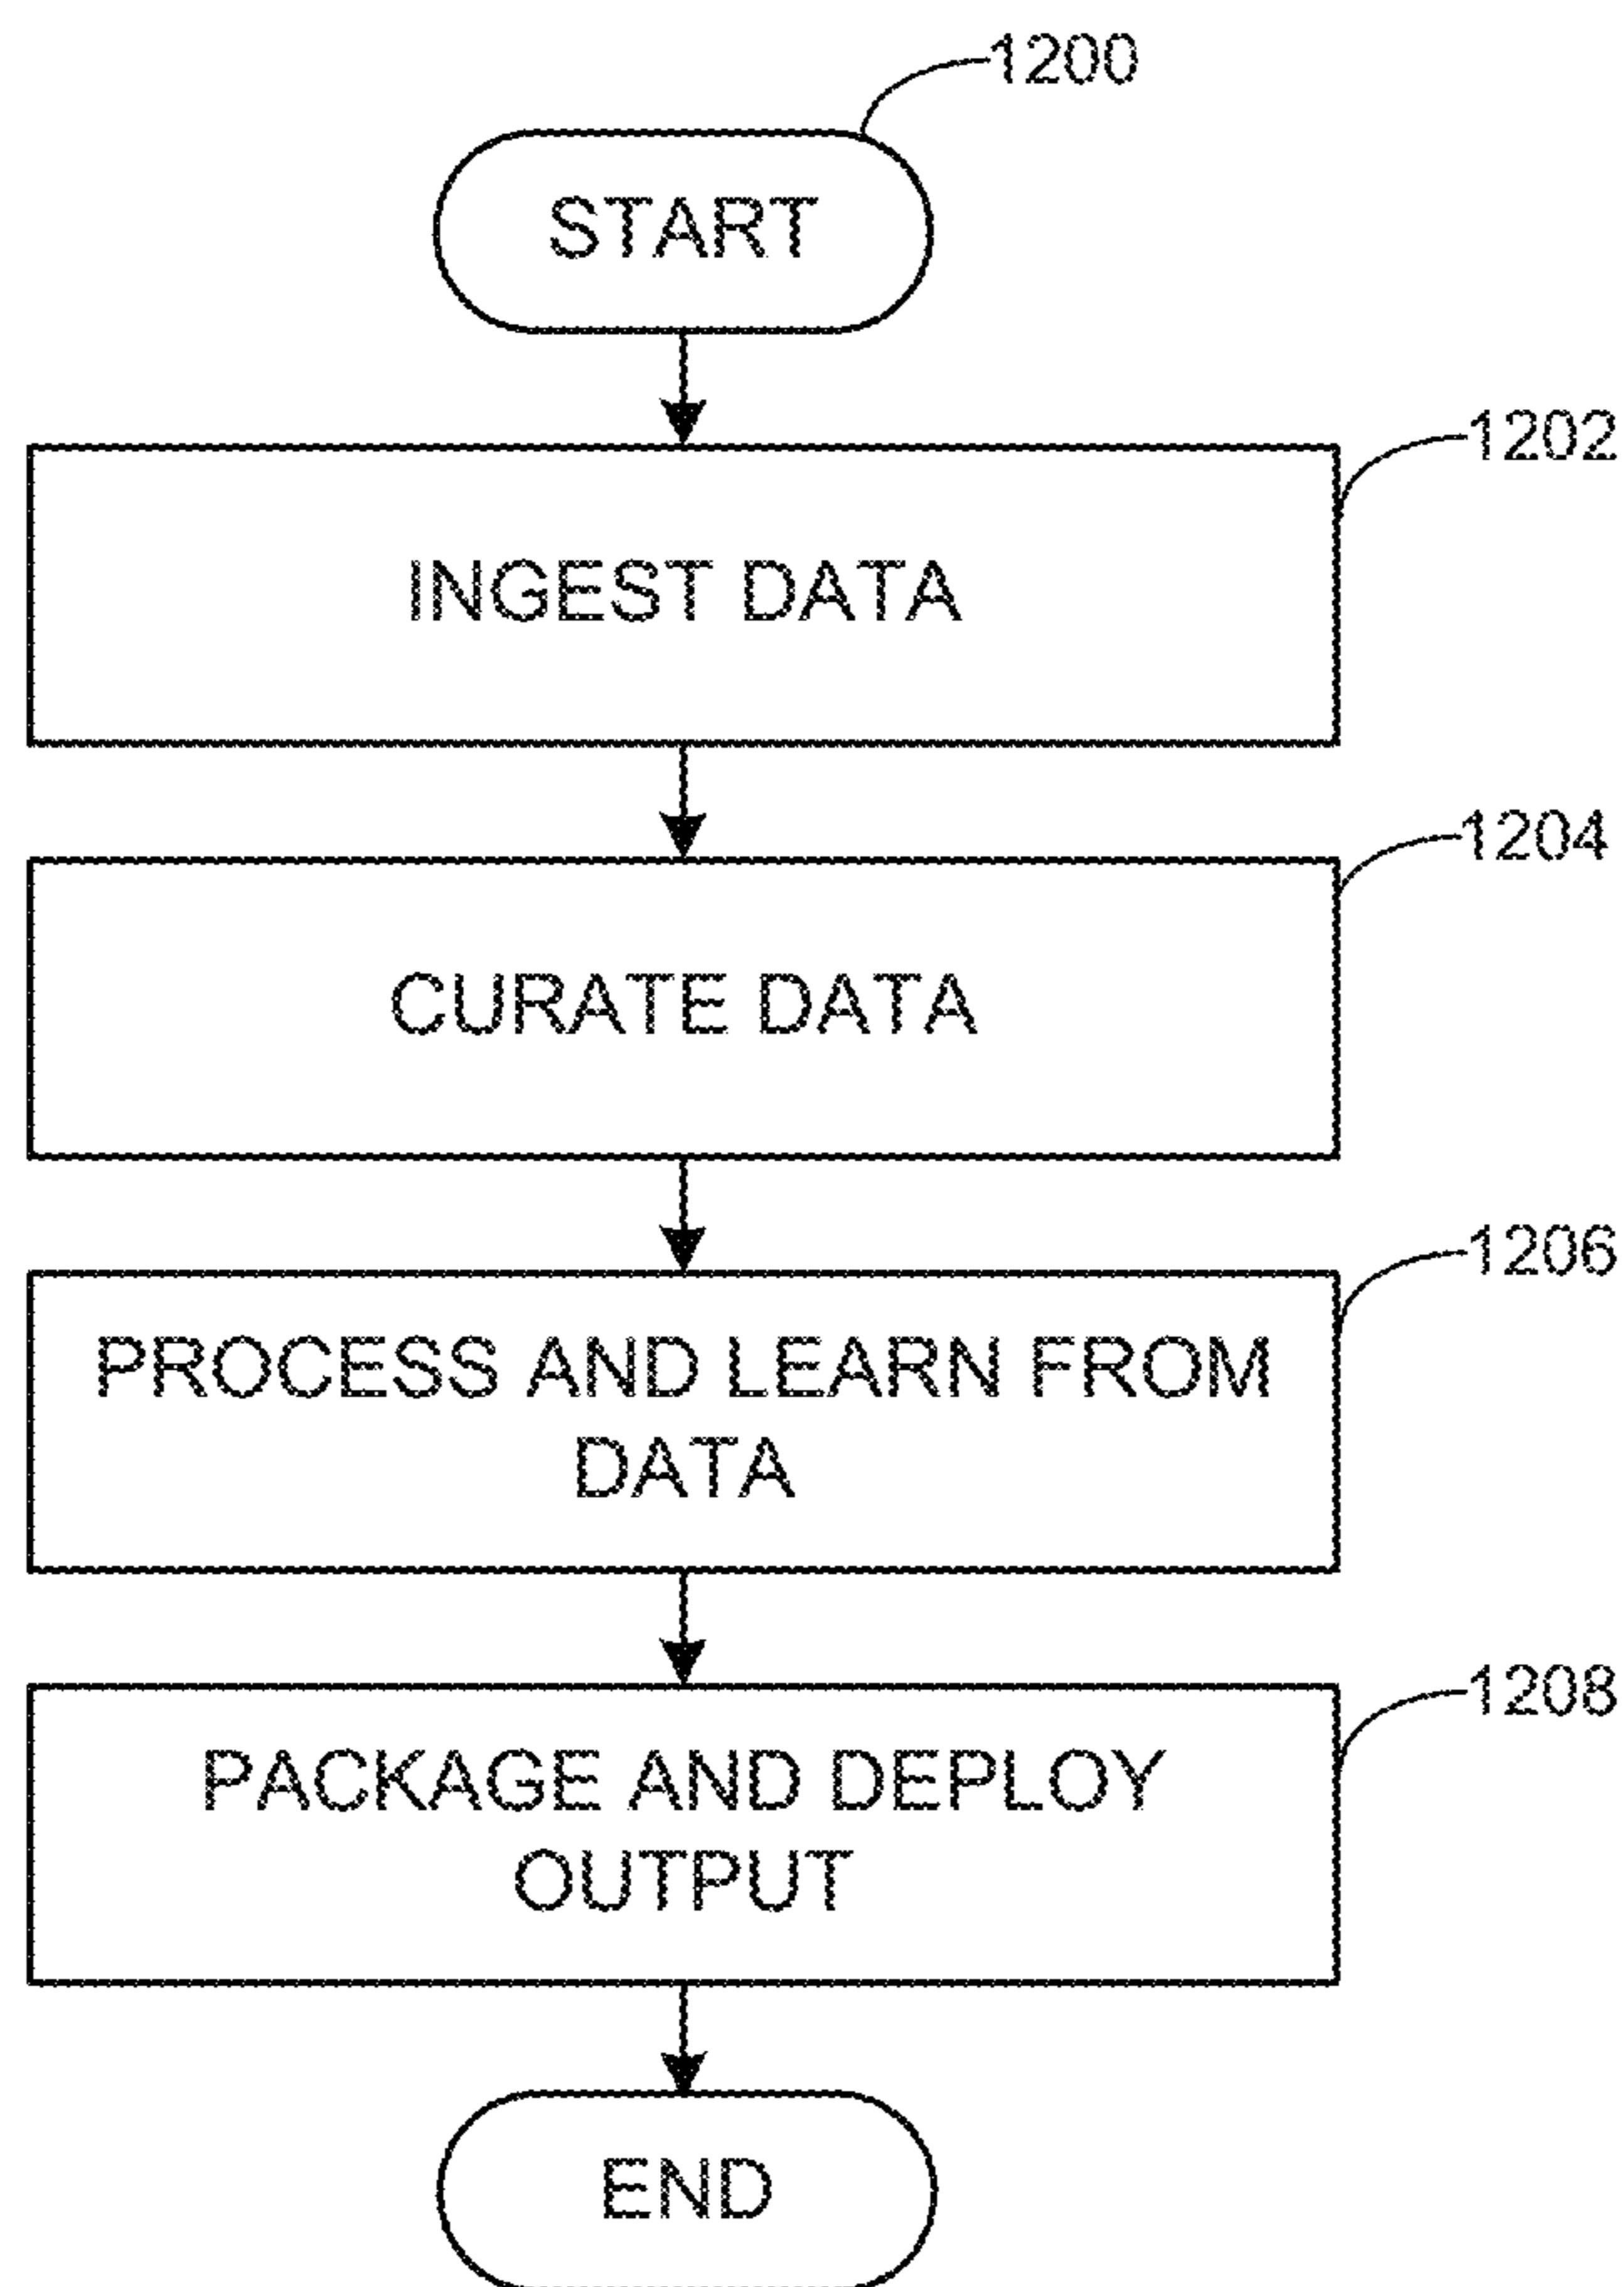 1200
START
1202
INGEST DATA
1204
CURATE DATA
1206
PROCESS AND LEARN FROM
DATA
1208
PACKAGE AND DEPLOY
OUTPUT
END